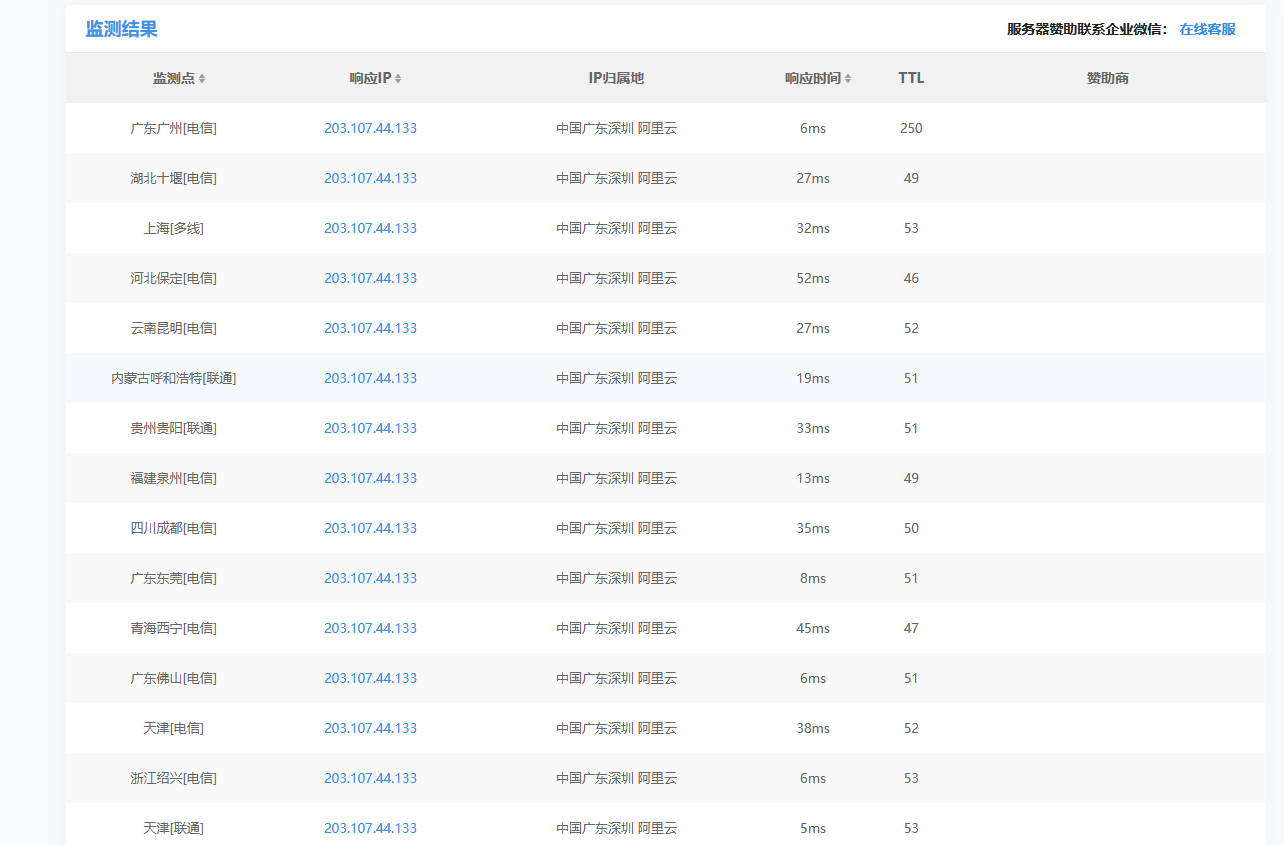 监测结果 服务器赞助联系企业微信： 在线客服
监测点 响应IP IP归属地 响应时间 TTL 赞助商
广东广州[电信] 203.107.44.133 中国广东深圳 阿里云 6ms 250
湖北十堰[电信] 203.107.44.133 中国广东深圳 阿里云 27ms 49
上海[多线] 203.107.44.133 中国广东深圳 阿里云 32ms 53
河北保定[电信] 203.107.44.133 中国广东深圳 阿里云 52ms 46
云南昆明[电信] 203.107.44.133 中国广东深圳 阿里云 27ms 52
内蒙古呼和浩特[联通] 203.107.44.133 中国广东深圳 阿里云 19ms 51
贵州贵阳[联通] 203.107.44.133 中国广东深圳 阿里云 33ms 51
福建泉州[电信] 203.107.44.133 中国广东深圳 阿里云 13ms 49
四川成都[电信] 203.107.44.133 中国广东深圳 阿里云 35ms 50
广东东莞[电信] 203.107.44.133 中国广东深圳 阿里云 8ms 51
青海西宁[电信] 203.107.44.133 中国广东深圳 阿里云 45ms 47
广东佛山[电信] 203.107.44.133 中国广东深圳 阿里云 6ms 51
天津[电信] 203.107.44.133 中国广东深圳 阿里云 38ms 52
浙江绍兴[电信] 203.107.44.133 中国广东深圳 阿里云 6ms 53
天津[联通] 203.107.44.133 中国广东深圳 阿里云 5ms 53